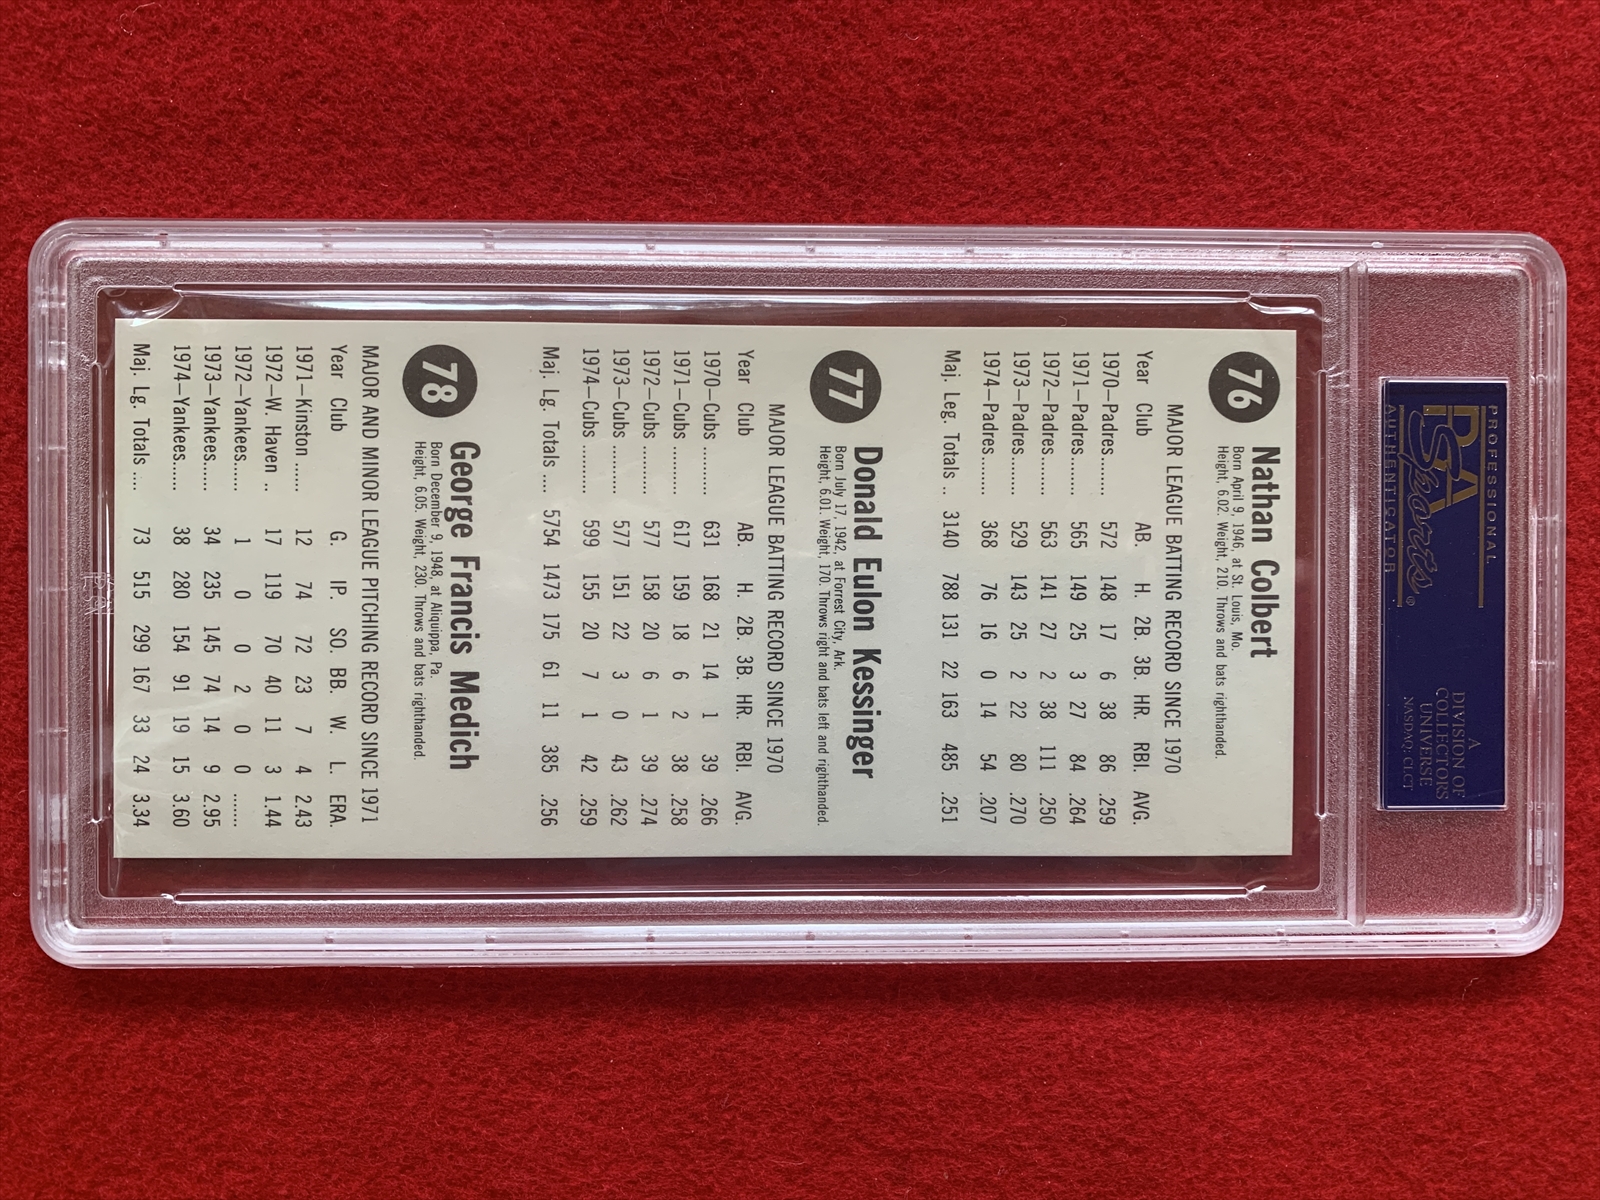 PROFESSIONAL
PSA
Sports®
AUTHENTICATOR
A
DIVISION OF
COLLECTORS
UNIVERSE
NASDAQ: CLCT
76 Nathan Colbert
Born April 9, 1946, at St. Louis, Mo.
Height, 6.02. Weight, 210. Throws and bats righthanded.
MAJOR LEAGUE BATTING RECORD SINCE 1970
Year Club AB. H. 2B. 3B. HR. RBI. AVG.
1970—Padres...... 572 148 17 6 38 86 .259
1971—Padres...... 565 149 25 3 27 84 .264
1972—Padres...... 563 141 27 2 38 111 .250
1973—Padres...... 529 143 25 2 22 80 .270
1974—Padres...... 368 76 16 0 14 54 .207
Maj. Leg. Totals .. 3140 788 131 22 163 485 .251
77 Donald Eulon Kessinger
Born July 17, 1942, at Forrest City, Ark.
Height, 6.01. Weight, 170. Throws right and bats left and righthanded.
MAJOR LEAGUE BATTING RECORD SINCE 1970
Year Club AB. H. 2B. 3B. HR. RBI. AVG.
1970—Cubs ......... 631 168 21 14 1 39 .266
1971—Cubs ......... 617 159 18 6 2 38 .258
1972—Cubs ......... 577 158 20 6 1 39 .274
1973—Cubs ......... 577 151 22 3 0 43 .262
1974—Cubs ......... 599 155 20 7 1 42 .259
Maj. Lg. Totals .... 5754 1473 175 61 11 385 .256
78 George Francis Medich
Born December 9, 1948, at Aliquippa, Pa.
Height, 6.05. Weight, 230. Throws and bats righthanded.
MAJOR AND MINOR LEAGUE PITCHING RECORD SINCE 1971
Year Club G. IP. SO. BB. W. L. ERA.
1971—Kinston ...... 12 74 72 23 7 4 2.43
1972—W. Haven .. 17 119 70 40 11 3 1.44
1972—Yankees..... 1 0 0 2 0 0 ......
1973—Yankees..... 34 235 145 74 14 9 2.95
1974—Yankees..... 38 280 154 91 19 15 3.60
Maj. Lg. Totals .... 73 515 299 167 33 24 3.34